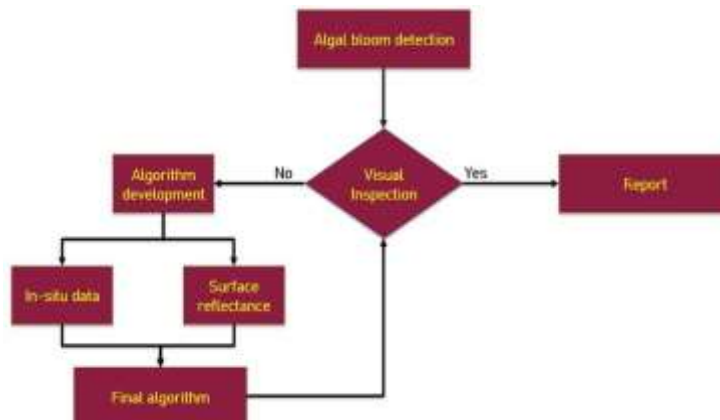 Algal bloom detection
Algorithm
development
No
Visual
Inspection
Yes
Report
In-situ data
Surface
reflectance
Final algorithm